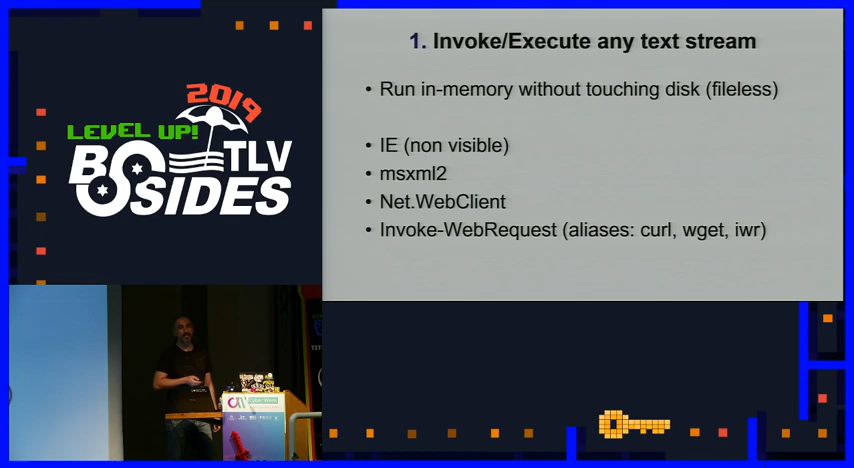 2019
LEVEL UP!
BSIDES TLV
1. Invoke/Execute any text stream
• Run in-memory without touching disk (fileless)
• IE (non visible)
• msxml2
• Net.WebClient
• Invoke-WebRequest (aliases: curl, wget, iwr)